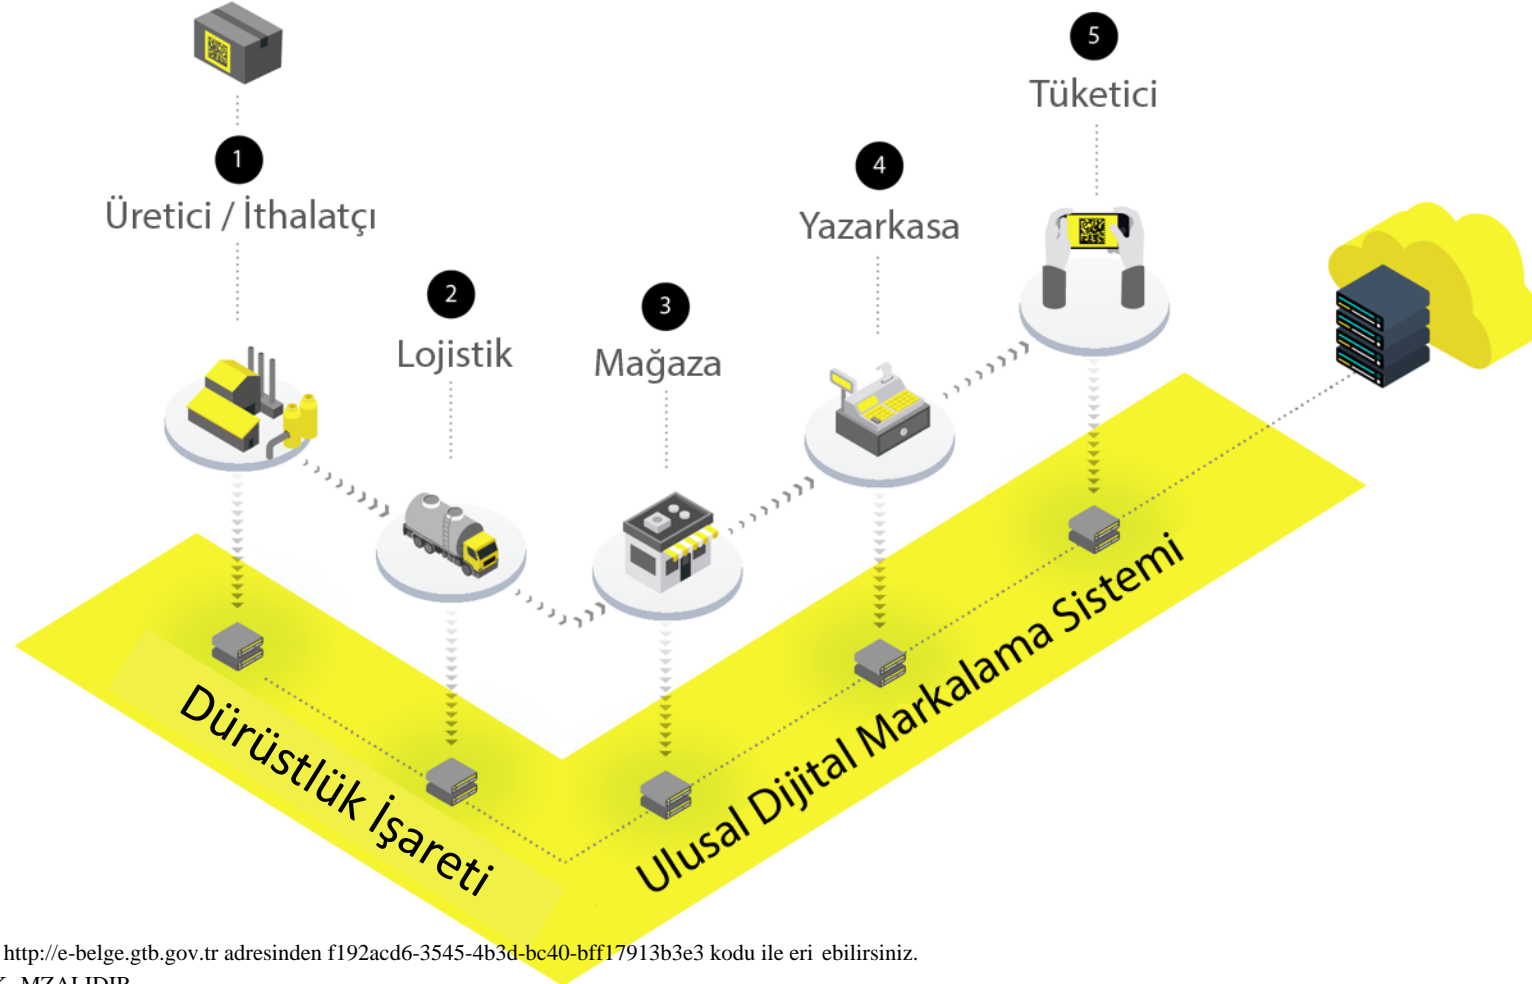 1
Üretici / İthalatçı
2
Lojistik
3
Mağaza
4
Yazarkasa
5
Tüketici
Dürüstlük İşareti
Ulusal Dijital Markalama Sistemi
http://e-belge.gtb.gov.tr adresinden f192acd6-3545-4b3d-bc40-bff17913b3e3 kodu ile eri ebilirsiniz.